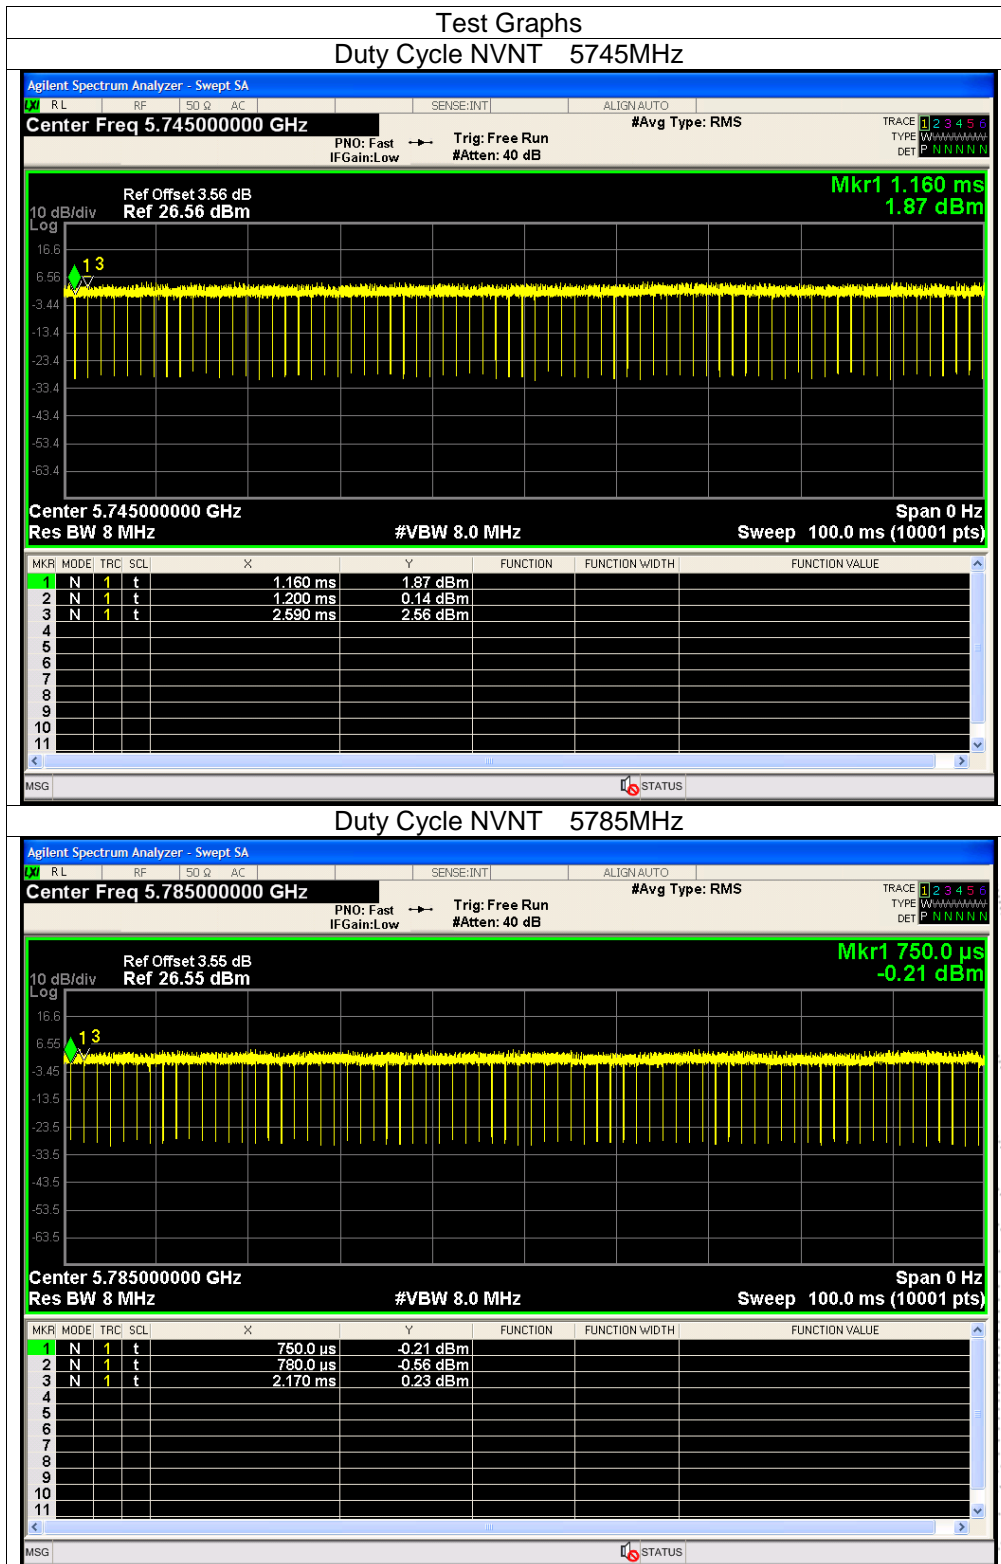 Test Graphs
Duty Cycle NVNT 5745MHz
Agilent Spectrum Analyzer - Swept SA
LXI RL RF 50 Ω AC SENSE:INT ALIGN AUTO
Center Freq 5.745000000 GHz #Avg Type: RMS TRACE 1 2 3 4 5 6
PNO: Fast Trig: Free Run TYPE
IFGain:Low #Atten: 40 dB DET P N N N N N
Mkr1 1.160 ms
Ref Offset 3.56 dB
10 dB/div Ref 26.56 dBm 1.87 dBm
Log
16.6
1 3
6.56
-3.44
-13.4
-23.4
-33.4
-43.4
-53.4
-63.4
Center 5.745000000 GHz Span 0 Hz
Res BW 8 MHz #VBW 8.0 MHz Sweep 100.0 ms (10001 pts)
MKR MODE TRC SCL X Y FUNCTION FUNCTION WIDTH FUNCTION VALUE
1 N 1 t 1.160 ms 1.87 dBm
2 N 1 t 1.200 ms 0.14 dBm
3 N 1 t 2.590 ms 2.56 dBm
4
5
6
7
8
9
10
11
MSG STATUS
Duty Cycle NVNT 5785MHz
Agilent Spectrum Analyzer - Swept SA
LXI RL RF 50 Ω AC SENSE:INT ALIGN AUTO
Center Freq 5.785000000 GHz #Avg Type: RMS TRACE 1 2 3 4 5 6
PNO: Fast Trig: Free Run TYPE
IFGain:Low #Atten: 40 dB DET P N N N N N
Mkr1 750.0 µs
Ref Offset 3.55 dB
10 dB/div Ref 26.55 dBm -0.21 dBm
Log
16.6
1 3
6.55
-3.45
-13.5
-23.5
-33.5
-43.5
-53.5
-63.5
Center 5.785000000 GHz Span 0 Hz
Res BW 8 MHz #VBW 8.0 MHz Sweep 100.0 ms (10001 pts)
MKR MODE TRC SCL X Y FUNCTION FUNCTION WIDTH FUNCTION VALUE
1 N 1 t 750.0 µs -0.21 dBm
2 N 1 t 780.0 µs -0.56 dBm
3 N 1 t 2.170 ms 0.23 dBm
4
5
6
7
8
9
10
11
MSG STATUS